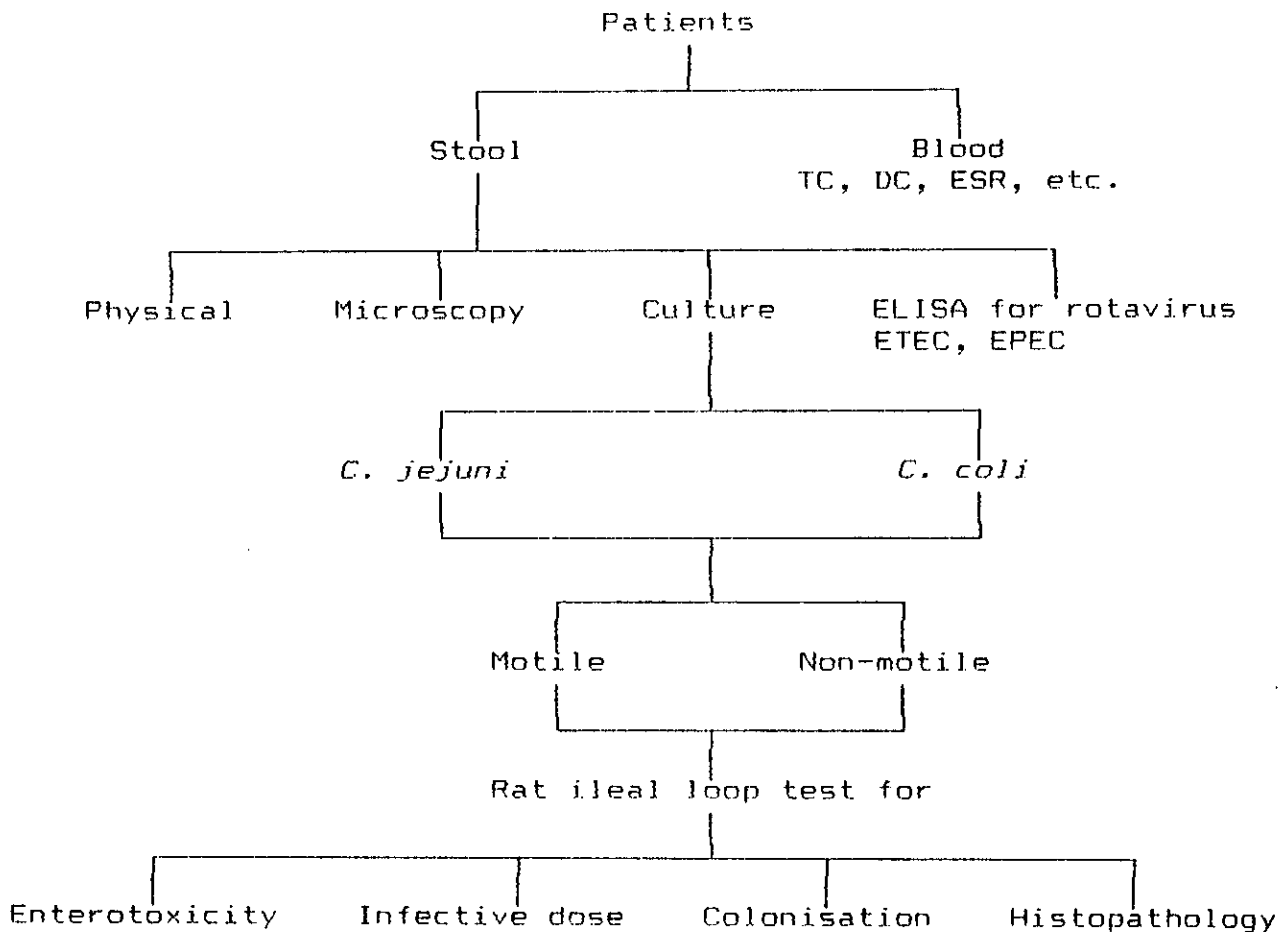 Patients
Stool
Blood
TC, DC, ESR, etc.
Physical
Microscopy
Culture
ELISA for rotavirus
ETEC, EPEC
C. jejuni
C. coli
Motile
Non-motile
Rat ileal loop test for
Enterotoxicity
Infective dose
Colonisation
Histopathology